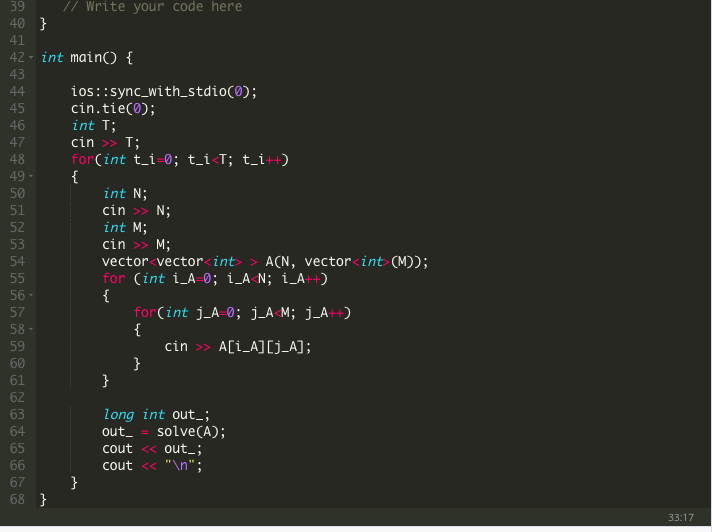 39    // Write your code here
40 }
41
42 int main() {
43
44     ios::sync_with_stdio(0);
45     cin.tie(0);
46     int T;
47     cin >> T;
48     for(int t_i=0; t_i<T; t_i++)
49     {
50         int N;
51         cin >> N;
52         int M;
53         cin >> M;
54         vector<vector<int> > A(N, vector<int>(M));
55         for (int i_A=0; i_A<N; i_A++)
56         {
57             for(int j_A=0; j_A<M; j_A++)
58             {
59                 cin >> A[i_A][j_A];
60             }
61         }
62
63         long int out_;
64         out_ = solve(A);
65         cout << out_;
66         cout << "\n";
67     }
68 }
33:17